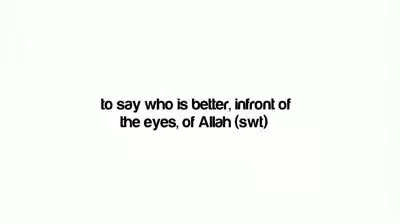 to say who is better, infront of
the eyes, of Allah (swt)